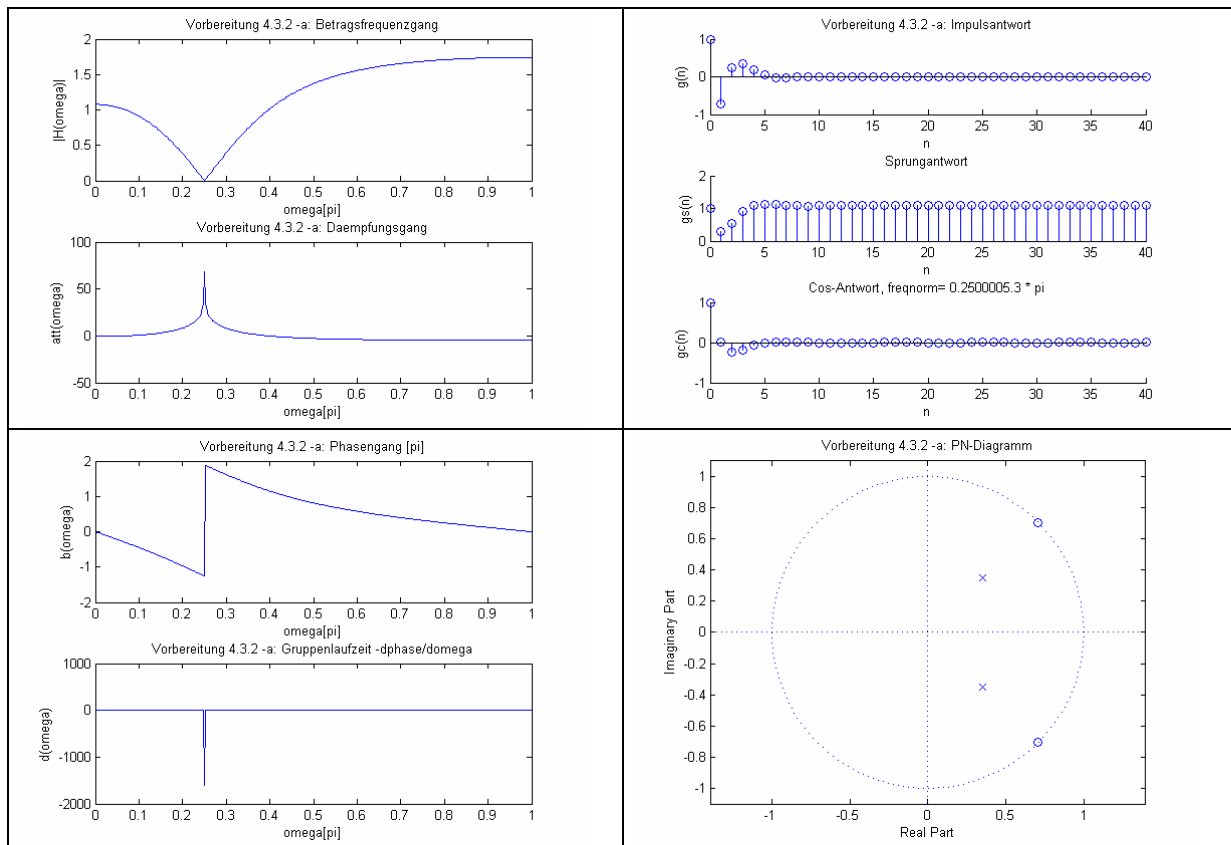 Vorbereitung 4.3.2 -a: Betragsfrequenzgang
2
1.5
1
0.5
0
|H(omega)|
0 0.1 0.2 0.3 0.4 0.5 0.6 0.7 0.8 0.9 1
omega[pi]
Vorbereitung 4.3.2 -a: Daempfungsgang
100
50
0
-50
att(omega)
0 0.1 0.2 0.3 0.4 0.5 0.6 0.7 0.8 0.9 1
omega[pi]
Vorbereitung 4.3.2 -a: Impulsantwort
1
0
-1
g(n)
0 5 10 15 20 25 30 35 40
n
Sprungantwort
2
1
0
gs(n)
0 5 10 15 20 25 30 35 40
n
Cos-Antwort, freqnorm= 0.2500005.3 * pi
1
0
-1
gc(n)
0 5 10 15 20 25 30 35 40
n
Vorbereitung 4.3.2 -a: Phasengang [pi]
2
1
0
-1
-2
b(omega)
0 0.1 0.2 0.3 0.4 0.5 0.6 0.7 0.8 0.9 1
omega[pi]
Vorbereitung 4.3.2 -a: Gruppenlaufzeit -dphase/domega
1000
0
-1000
-2000
d(omega)
0 0.1 0.2 0.3 0.4 0.5 0.6 0.7 0.8 0.9 1
omega[pi]
Vorbereitung 4.3.2 -a: PN-Diagramm
1
0.8
0.6
0.4
0.2
0
-0.2
-0.4
-0.6
-0.8
-1
Imaginary Part
-1 -0.5 0 0.5 1
Real Part